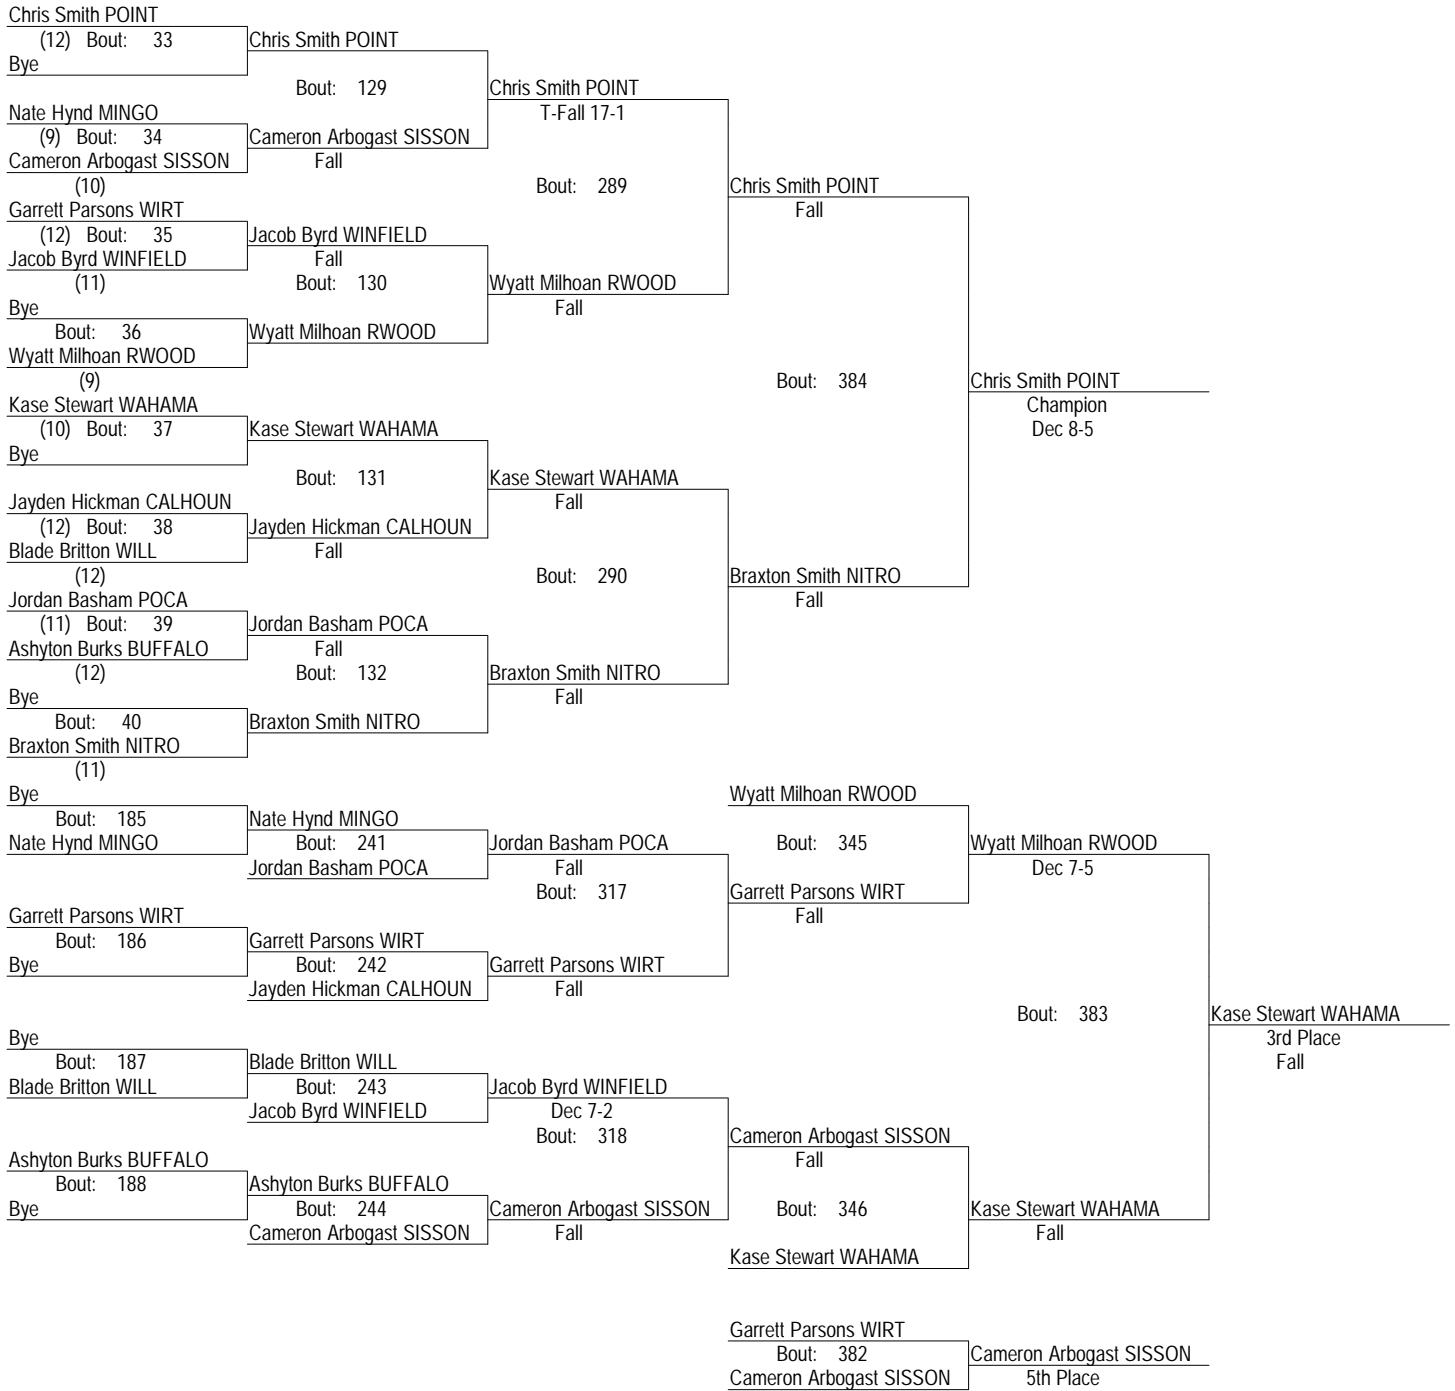 Chris Smith POINT
(12) Bout: 33 Chris Smith POINT
Bye
Bout: 129 Chris Smith POINT
Nate Hynd MINGO T-Fall 17-1
(9) Bout: 34 Cameron Arbogast SISSON
Cameron Arbogast SISSON Fall
(10) Bout: 289 Chris Smith POINT
Garrett Parsons WIRT Fall
(12) Bout: 35 Jacob Byrd WINFIELD
Jacob Byrd WINFIELD Fall
(11) Bout: 130 Wyatt Milhoan RWOOD
Bye Fall
Bout: 36 Wyatt Milhoan RWOOD
Wyatt Milhoan RWOOD
(9) Bout: 384 Chris Smith POINT
Kase Stewart WAHAMA Champion
(10) Bout: 37 Kase Stewart WAHAMA Dec 8-5
Bye
Bout: 131 Kase Stewart WAHAMA
Jayden Hickman CALHOUN Fall
(12) Bout: 38 Jayden Hickman CALHOUN
Blade Britton WILL Fall
(12) Bout: 290 Braxton Smith NITRO
Jordan Basham POCA Fall
(11) Bout: 39 Jordan Basham POCA
Ashyton Burks BUFFALO Fall
(12) Bout: 132 Braxton Smith NITRO
Bye Fall
Bout: 40 Braxton Smith NITRO
Braxton Smith NITRO
(11)
Bye Wyatt Milhoan RWOOD
Bout: 185 Nate Hynd MINGO
Nate Hynd MINGO Bout: 241 Jordan Basham POCA Bout: 345 Wyatt Milhoan RWOOD
Jordan Basham POCA Fall Dec 7-5
Bout: 317 Garrett Parsons WIRT
Garrett Parsons WIRT Fall
Bout: 186 Garrett Parsons WIRT
Bye Bout: 242 Garrett Parsons WIRT
Jayden Hickman CALHOUN Fall
Bout: 383 Kase Stewart WAHAMA
Bye 3rd Place
Bout: 187 Blade Britton WILL Fall
Blade Britton WILL Bout: 243 Jacob Byrd WINFIELD
Jacob Byrd WINFIELD Dec 7-2
Bout: 318 Cameron Arbogast SISSON
Ashyton Burks BUFFALO Fall
Bout: 188 Ashyton Burks BUFFALO
Bye Bout: 244 Cameron Arbogast SISSON Bout: 346 Kase Stewart WAHAMA
Cameron Arbogast SISSON Fall Fall
Kase Stewart WAHAMA
Garrett Parsons WIRT
Bout: 382 Cameron Arbogast SISSON
Cameron Arbogast SISSON 5th Place